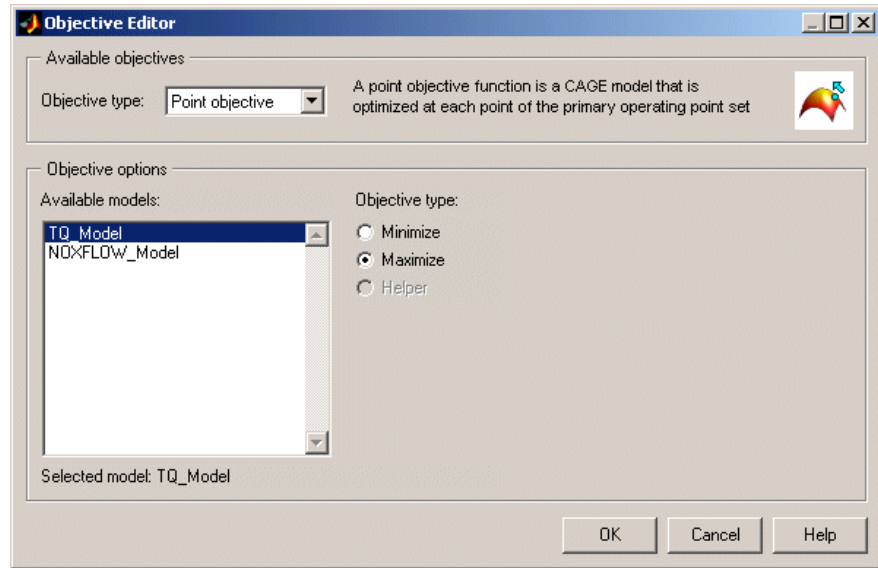 Objective Editor
Available objectives
Objective type: Point objective
A point objective function is a CAGE model that is
optimized at each point of the primary operating point set
Objective options
Available models:
TQ_Model
NOXFLOW_Model
Selected model: TQ_Model
Objective type:
Minimize
Maximize
Helper
OK Cancel Help